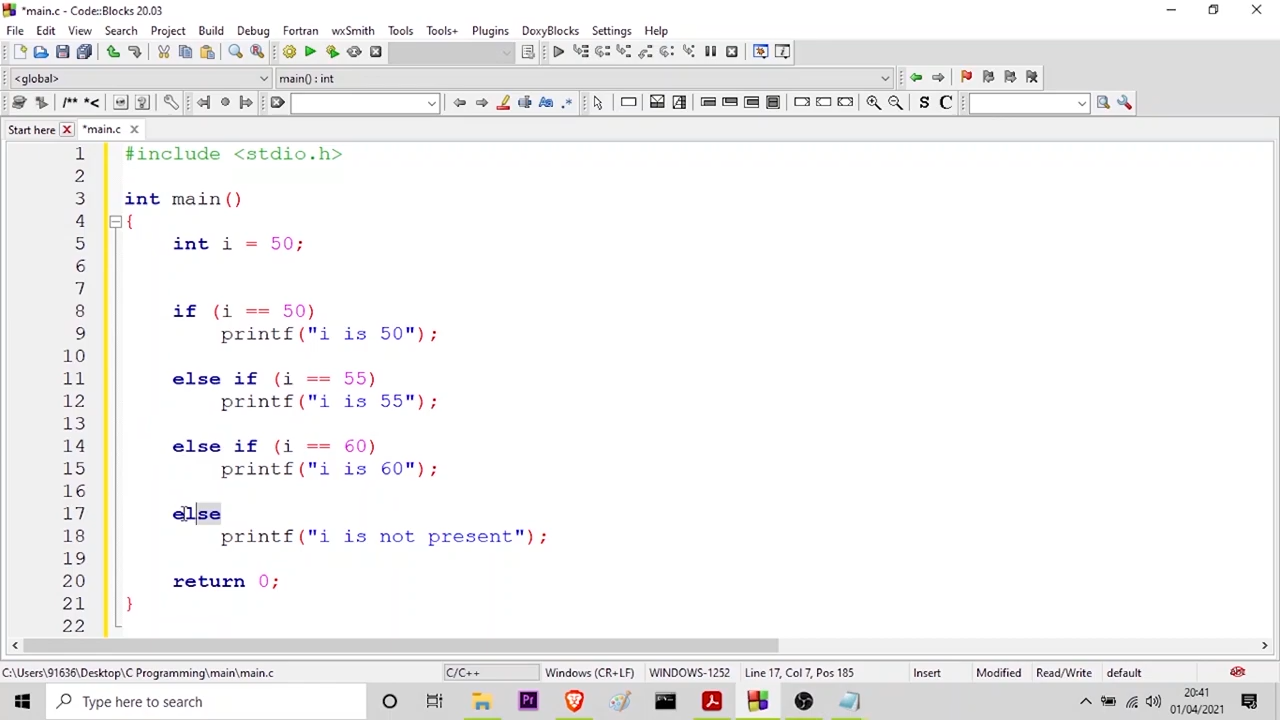 *main.c - Code::Blocks 20.03
File Edit View Search Project Build Debug Fortran wxSmith Tools Tools+ Plugins DoxyBlocks Settings Help
<global> main() : int
/** *< Aa .* S C
Start here *main.c
1 #include <stdio.h>
2
3 int main()
4 {
5 int i = 50;
6
7
8 if (i == 50)
9 printf("i is 50");
10
11 else if (i == 55)
12 printf("i is 55");
13
14 else if (i == 60)
15 printf("i is 60");
16
17 else
18 printf("i is not present");
19
20 return 0;
21 }
22
C:\Users\91636\Desktop\C Programming\main\main.c C/C++ Windows (CR+LF) WINDOWS-1252 Line 17, Col 7, Pos 185 Insert Modified Read/Write default
Type here to search Pr 20:41
01/04/2021